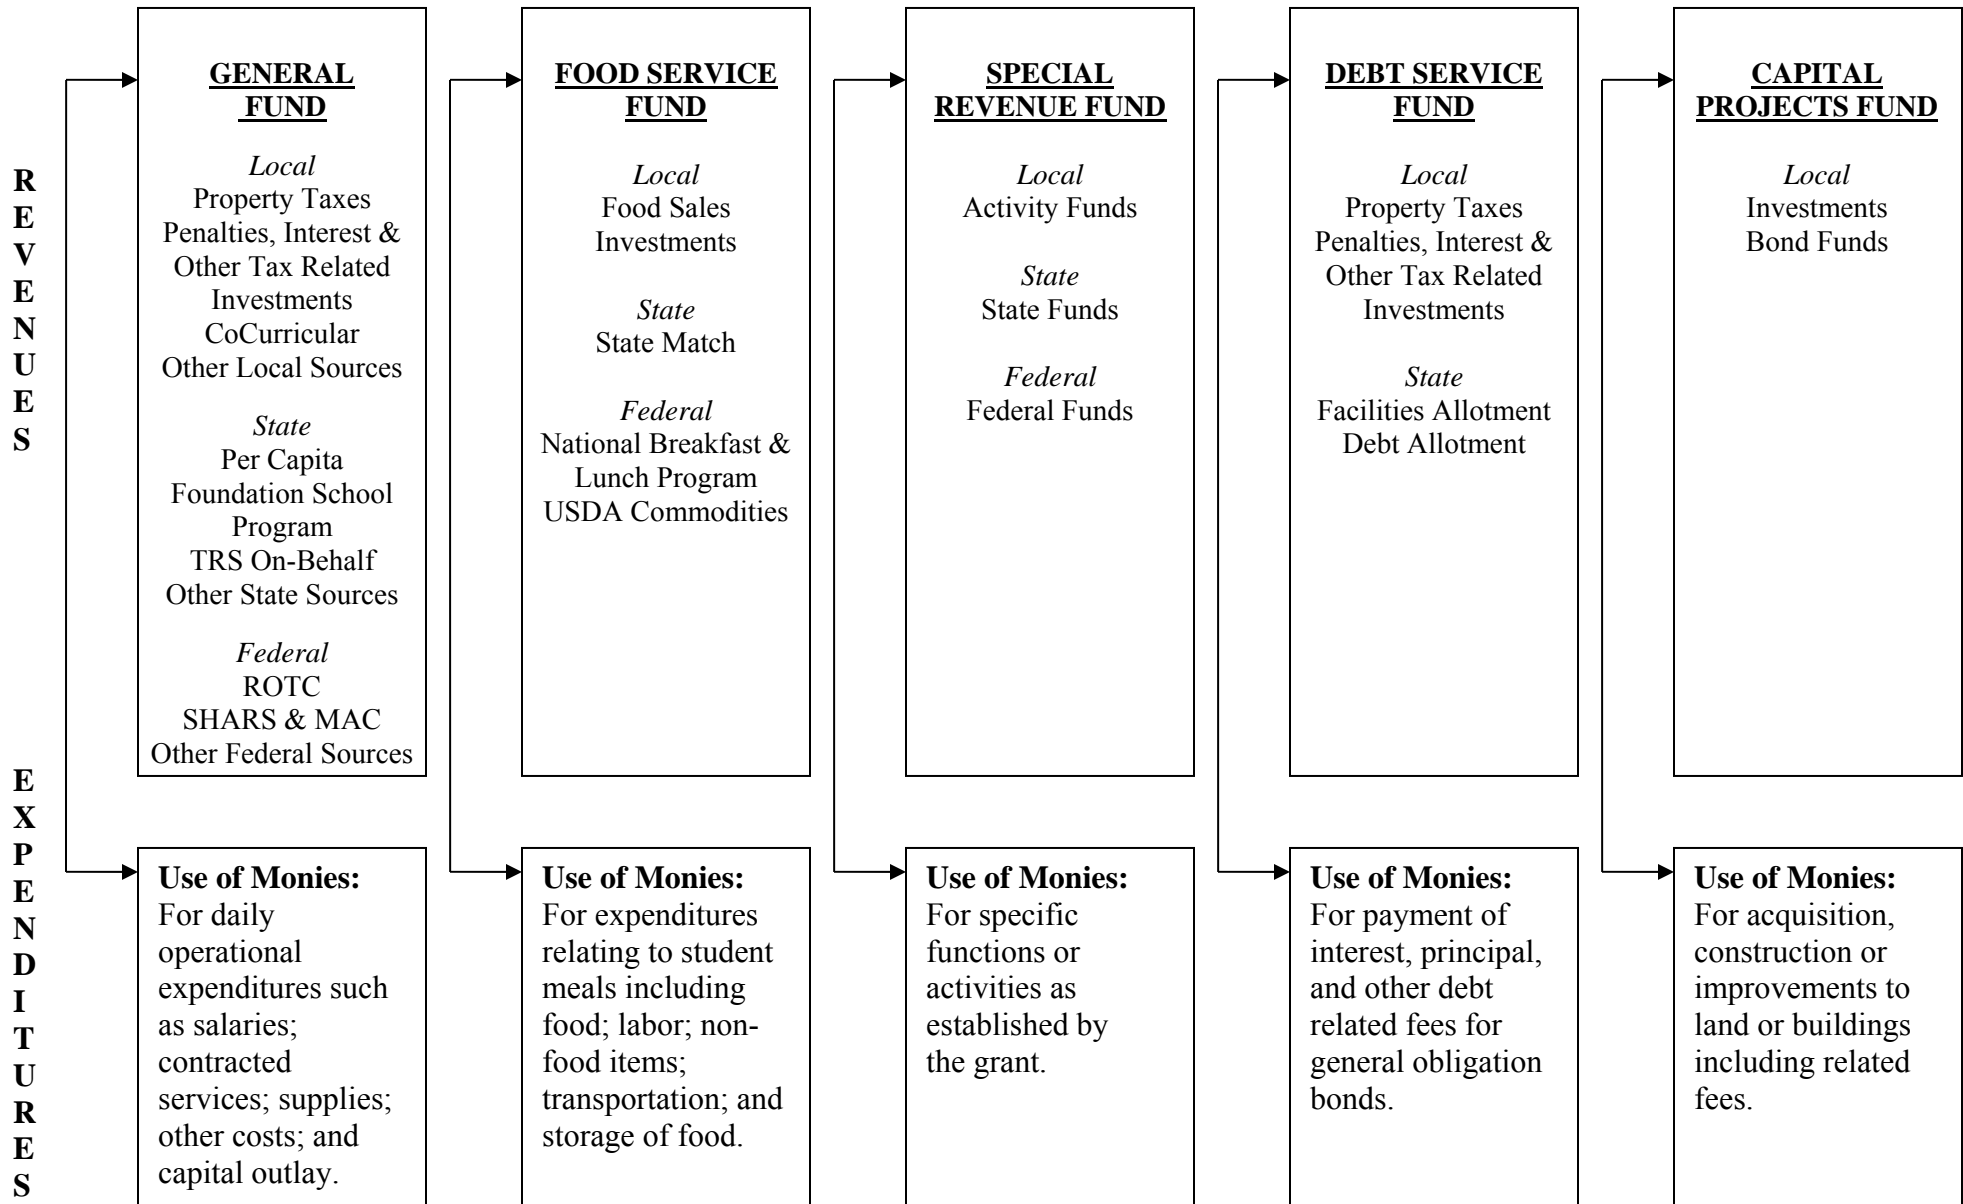 REVENUES
GENERAL
FUND
Local
Property Taxes
Penalties, Interest &
Other Tax Related
Investments
CoCurricular
Other Local Sources
State
Per Capita
Foundation School
Program
TRS On-Behalf
Other State Sources
Federal
ROTC
SHARS & MAC
Other Federal Sources
FOOD SERVICE
FUND
Local
Food Sales
Investments
State
State Match
Federal
National Breakfast &
Lunch Program
USDA Commodities
SPECIAL
REVENUE FUND
Local
Activity Funds
State
State Funds
Federal
Federal Funds
DEBT SERVICE
FUND
Local
Property Taxes
Penalties, Interest &
Other Tax Related
Investments
State
Facilities Allotment
Debt Allotment
CAPITAL
PROJECTS FUND
Local
Investments
Bond Funds
EXPENDITURES
Use of Monies:
For daily
operational
expenditures such
as salaries;
contracted
services; supplies;
other costs; and
capital outlay.
Use of Monies:
For expenditures
relating to student
meals including
food; labor; non-
food items;
transportation; and
storage of food.
Use of Monies:
For specific
functions or
activities as
established by
the grant.
Use of Monies:
For payment of
interest, principal,
and other debt
related fees for
general obligation
bonds.
Use of Monies:
For acquisition,
construction or
improvements to
land or buildings
including related
fees.